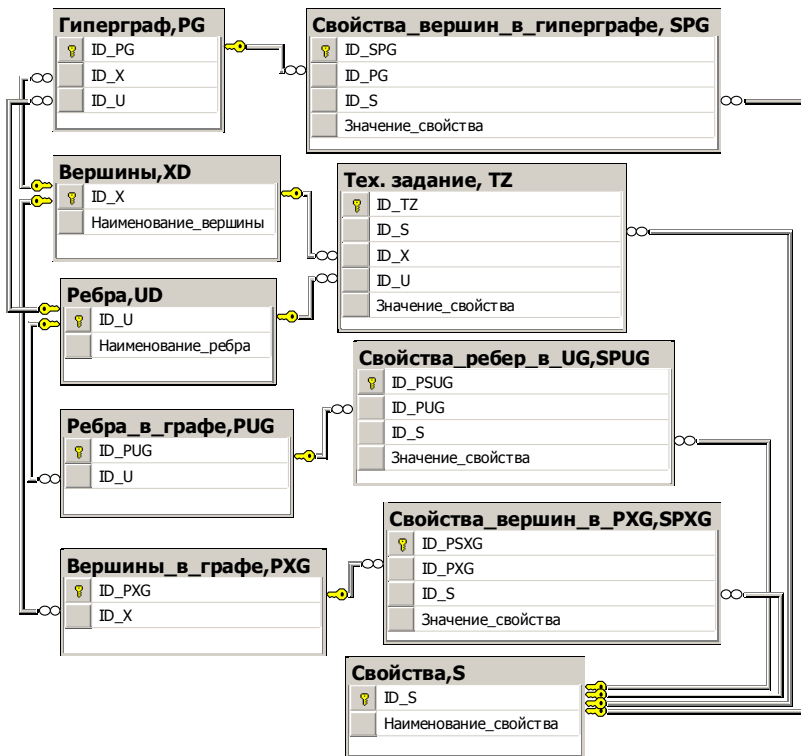 Гиперграф,PG
ID_PG
ID_X
ID_U
Свойства_вершин_в_гиперграфе, SPG
ID_SPG
ID_PG
ID_S
Значение_свойства
Вершины,XD
ID_X
Наименование_вершины
Тех. задание, TZ
ID_TZ
ID_S
ID_X
ID_U
Значение_свойства
Ребра,UD
ID_U
Наименование_ребра
Свойства_ребер_в_UG,SPUG
ID_PSUG
ID_PUG
ID_S
Значение_свойства
Ребра_в_графе,PUG
ID_PUG
ID_U
Свойства_вершин_в_PXG,SPXG
ID_PSXG
ID_PXG
ID_S
Значение_свойства
Вершины_в_графе,PXG
ID_PXG
ID_X
Свойства,S
ID_S
Наименование_свойства